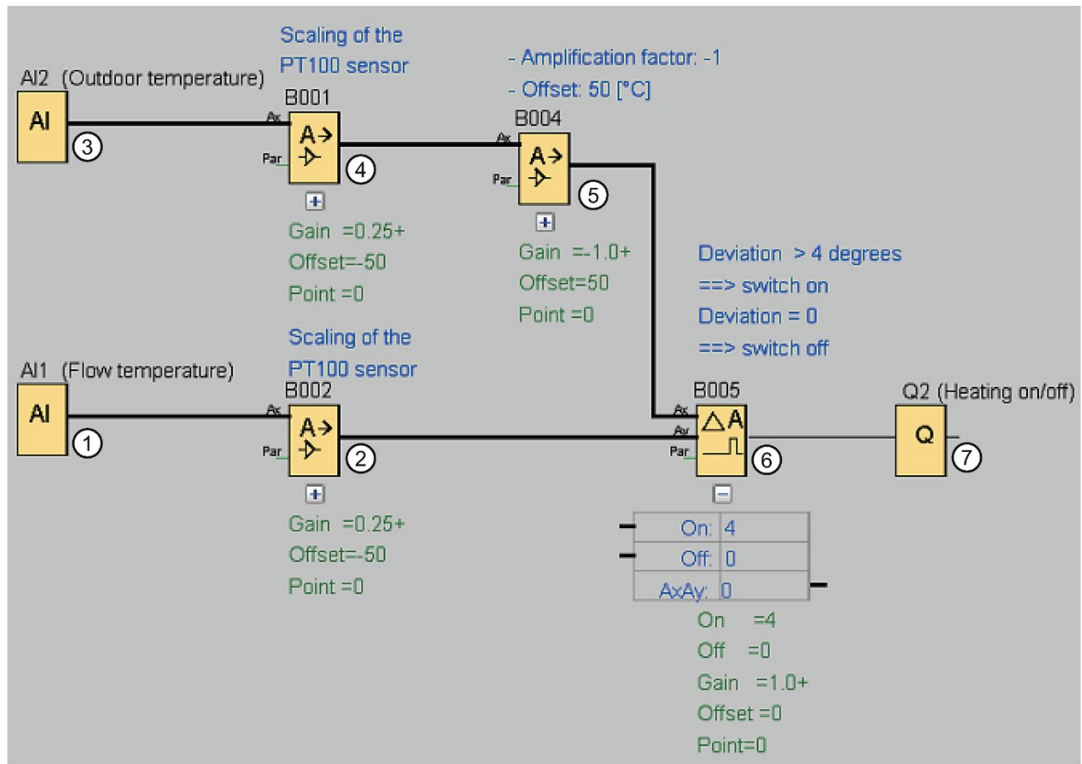 Scaling of the
PT100 sensor
- Amplification factor: -1
- Offset: 50 [°C]
AI2 (Outdoor temperature)
B001
B004
AI
3
Ax
Par
A→
4
Ax
Par
A→
5
Gain =0.25+
Offset=-50
Point =0
Gain =-1.0+
Offset=50
Point =0
Deviation > 4 degrees
==> switch on
Deviation = 0
==> switch off
Scaling of the
PT100 sensor
AI1 (Flow temperature)
B002
B005
Q2 (Heating on/off)
AI
1
Ax
Par
A→
2
Ax
Ay
Par
△A
6
Q
7
Gain =0.25+
Offset=-50
Point =0
On: 4
Off: 0
AxAy: 0
On =4
Off =0
Gain =1.0+
Offset =0
Point=0